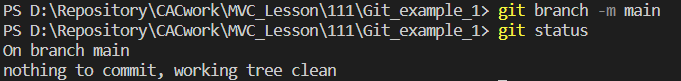 PS D:\Repository\CACwork\MVC_Lesson\111\Git_example_1> git branch -m main
PS D:\Repository\CACwork\MVC_Lesson\111\Git_example_1> git status
On branch main
nothing to commit, working tree clean